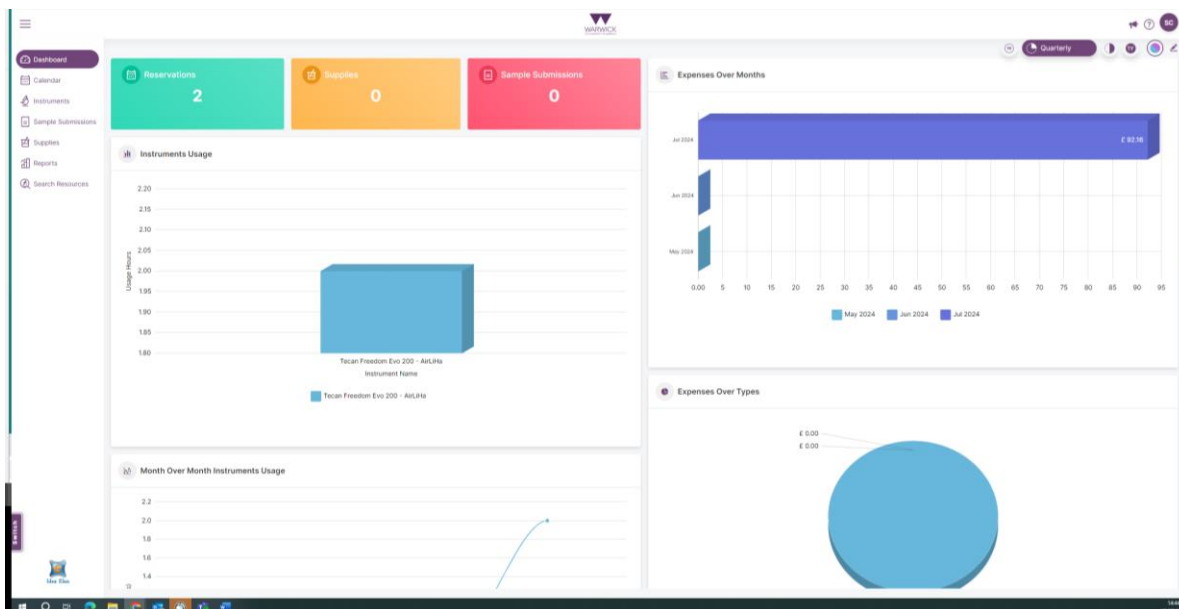 WARWICK
SC
Dashboard
Calendar
Instruments
Sample Submissions
Supplies
Reports
Search Resources
Switch
Idea Elan
Quarterly
Reservations
2
Supplies
0
Sample Submissions
0
Instruments Usage
2.20
2.15
2.10
2.05
2.00
1.95
1.90
1.85
1.80
Usage Hours
Tecan Freedom Evo 200 - AirLiHa
Instrument Name
Tecan Freedom Evo 200 - AirLiHa
Month Over Month Instruments Usage
2.2
2.0
1.8
1.6
1.4
Expenses Over Months
Jul 2024
£ 92.16
Jun 2024
May 2024
0.00 5 10 15 20 25 30 35 40 45 50 55 60 65 70 75 80 85 90 95
May 2024 Jun 2024 Jul 2024
Expenses Over Types
£ 0.00
£ 0.00